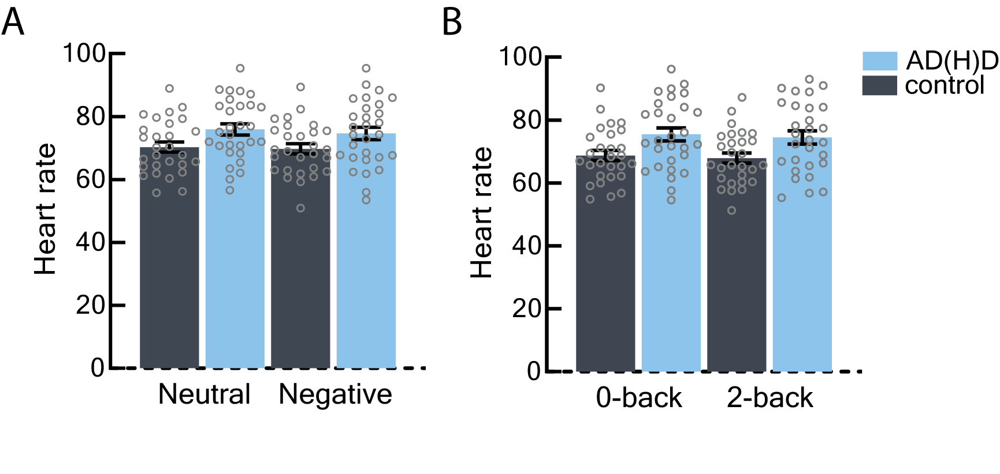 A
B
100
80
60
40
20
0
Heart rate
Neutral
Negative
100
80
60
40
20
0
Heart rate
0-back
2-back
AD(H)D
control